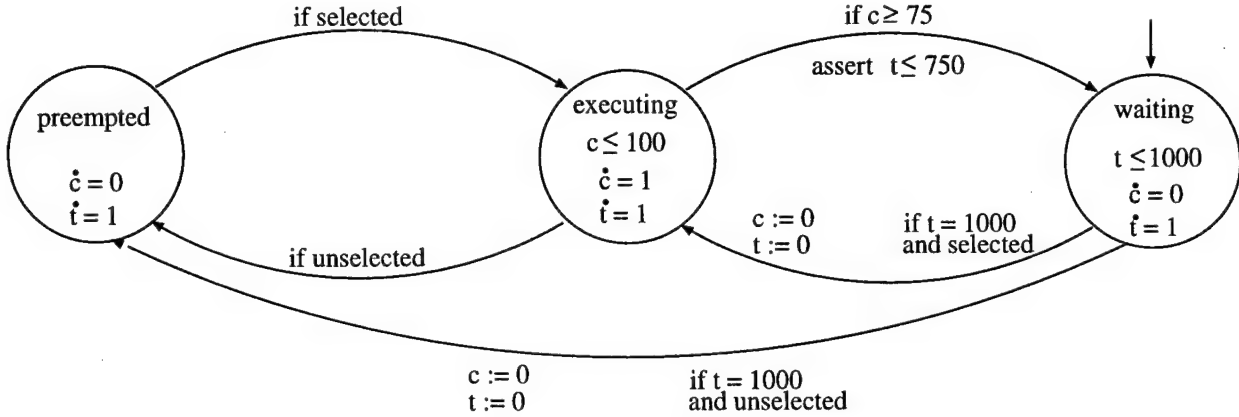 if selected
if c ≥ 75
assert t ≤ 750
preempted
ċ = 0
ṫ = 1
executing
c ≤ 100
ċ = 1
ṫ = 1
waiting
t ≤ 1000
ċ = 0
ṫ = 1
if unselected
c := 0
t := 0
if t = 1000
and selected
c := 0
t := 0
if t = 1000
and unselected